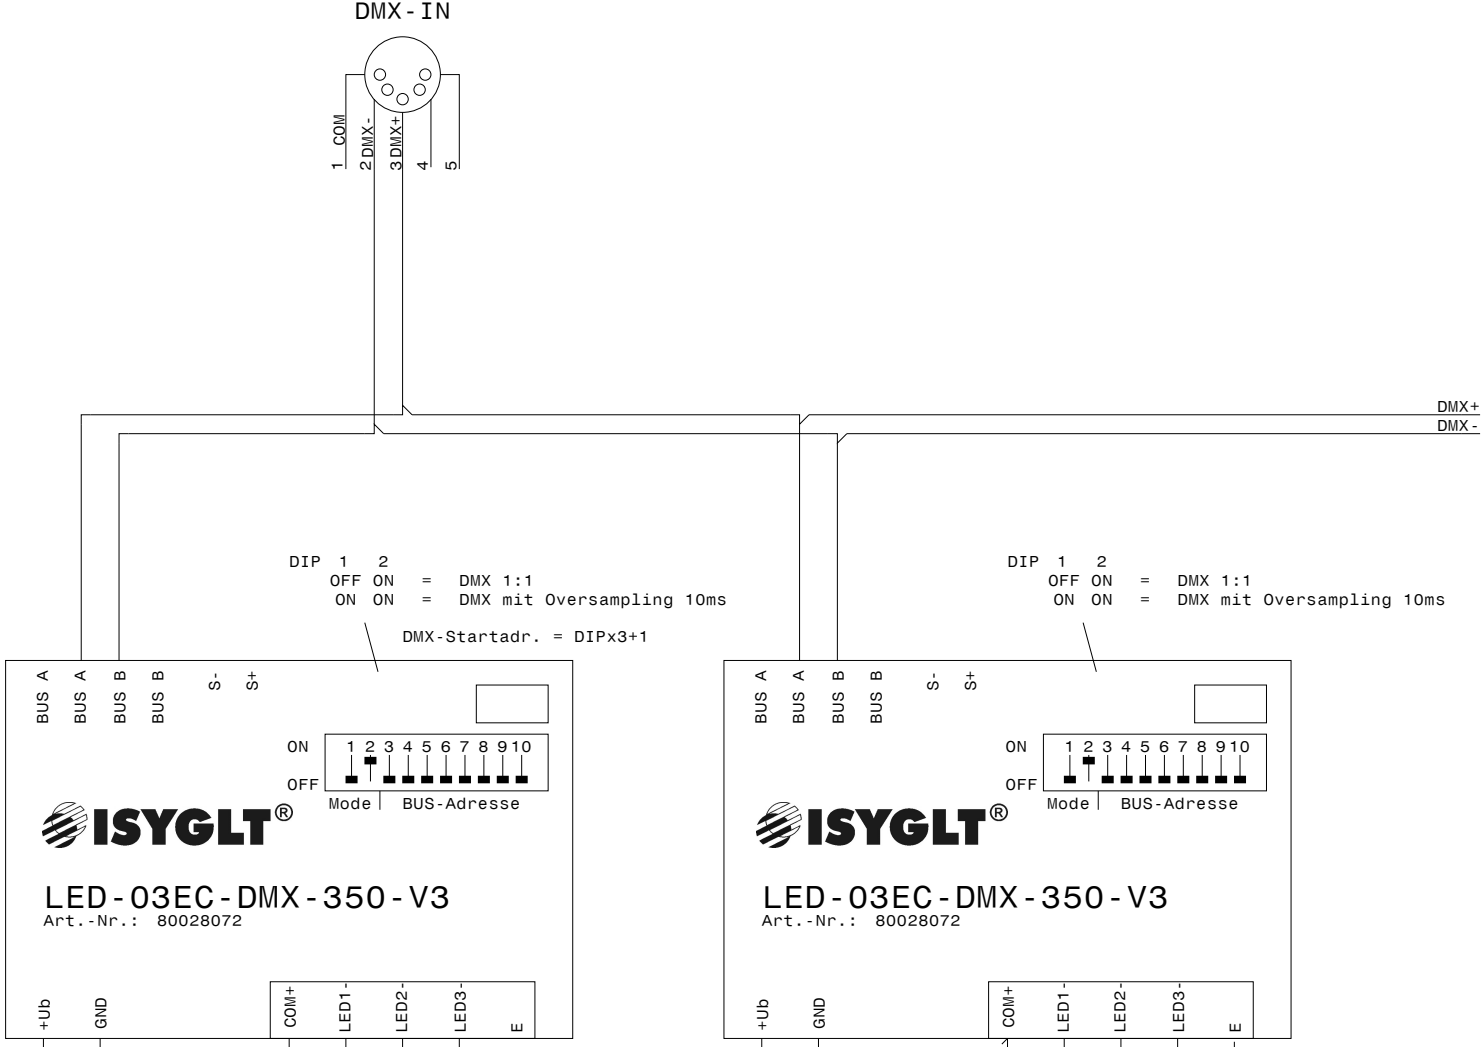 DMX-IN
1 COM
2 DMX-
3 DMX+
4
5
DMX+
DMX-
DIP 1 2
OFF ON = DMX 1:1
ON ON = DMX mit Oversampling 10ms
DMX-Startadr. = DIPx3+1
DIP 1 2
OFF ON = DMX 1:1
ON ON = DMX mit Oversampling 10ms
BUS A
BUS A
BUS B
BUS B
S-
S+
ON
1 2 3 4 5 6 7 8 9 10
OFF
Mode BUS-Adresse
ISYGLT®
LED-03EC-DMX-350-V3
Art.-Nr.: 80028072
+Ub
GND
COM+
LED1-
LED2-
LED3-
E
BUS A
BUS A
BUS B
BUS B
S-
S+
ON
1 2 3 4 5 6 7 8 9 10
OFF
Mode BUS-Adresse
ISYGLT®
LED-03EC-DMX-350-V3
Art.-Nr.: 80028072
+Ub
GND
COM+
LED1-
LED2-
LED3-
E